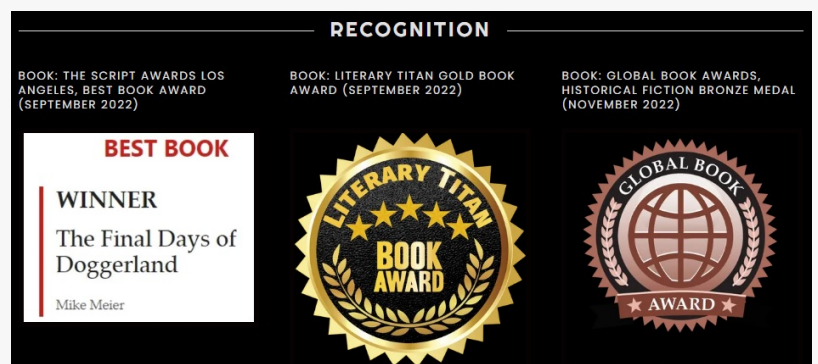 RECOGNITION
BOOK: THE SCRIPT AWARDS LOS
ANGELES, BEST BOOK AWARD
(SEPTEMBER 2022)
BOOK: LITERARY TITAN GOLD BOOK
AWARD (SEPTEMBER 2022)
BOOK: GLOBAL BOOK AWARDS,
HISTORICAL FICTION BRONZE MEDAL
(NOVEMBER 2022)
BEST BOOK
WINNER
The Final Days of
Doggerland
Mike Meier
LITERARY TITAN
BOOK
AWARD
GLOBAL BOOK
AWARD